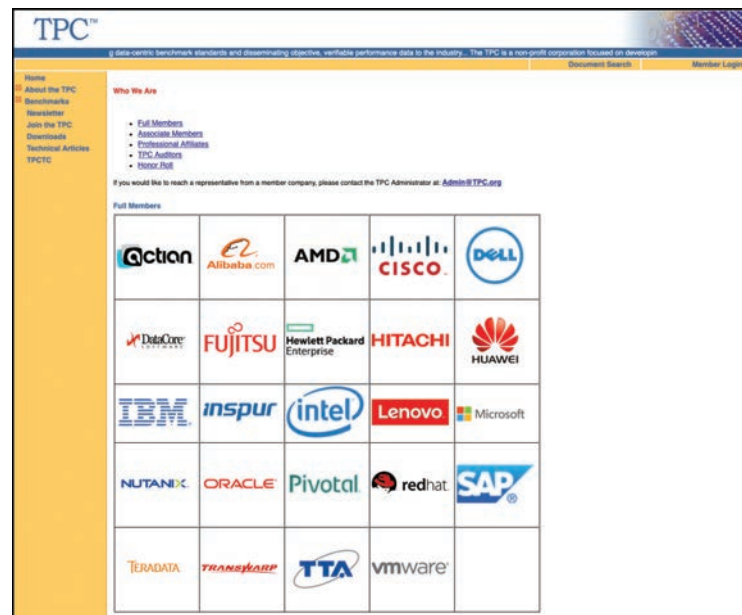 TPC™
g data-centric benchmark standards and disseminating objective, verifiable performance data to the industry... The TPC is a non-profit corporation focused on developin
Document Search Member Login
Home
About the TPC
Benchmarks
Newsletter
Join the TPC
Downloads
Technical Articles
TPCTC
Who We Are
Full Members
Associate Members
Professional Affiliates
TPC Auditors
Honor Roll
If you would like to reach a representative from a member company, please contact the TPC Administrator at: Admin@TPC.org
Full Members
actian
Alibaba.com
AMD
CISCO
DELL
DataCore
SOFTWARE
FUJITSU
Hewlett Packard
Enterprise
HITACHI
HUAWEI
IBM
inspur
intel
Lenovo
Microsoft
NUTANIX
ORACLE
Pivotal
redhat
SAP
TERADATA
TRANSWARP
TTA
vmware